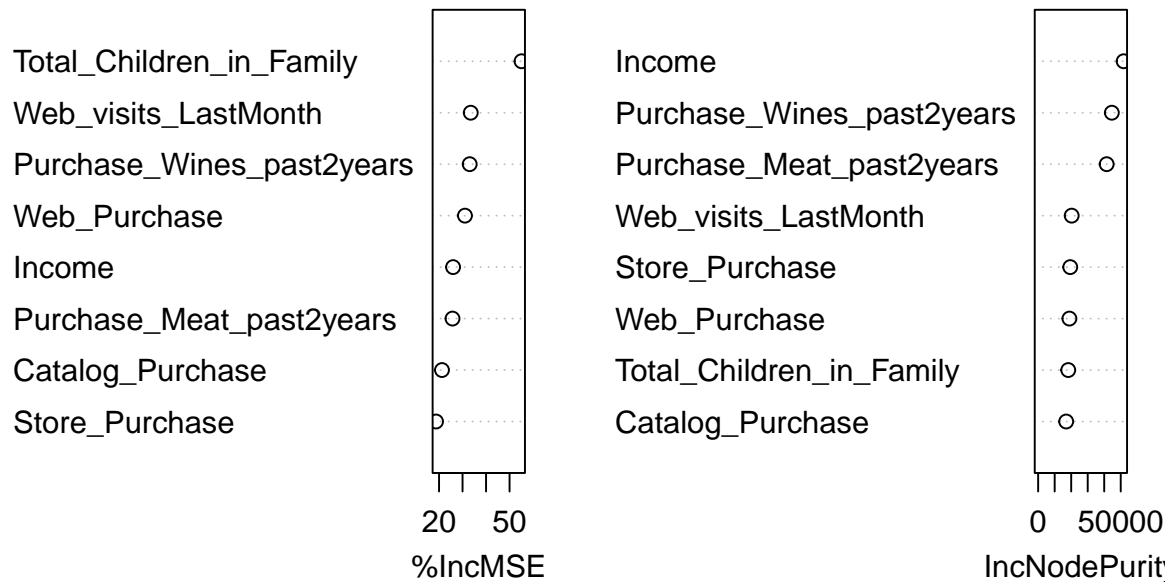 Total_Children_in_Family
Web_visits_LastMonth
Purchase_Wines_past2years
Web_Purchase
Income
Purchase_Meat_past2years
Catalog_Purchase
Store_Purchase
20 50
%IncMSE
Income
Purchase_Wines_past2years
Purchase_Meat_past2years
Web_visits_LastMonth
Store_Purchase
Web_Purchase
Total_Children_in_Family
Catalog_Purchase
0 50000
IncNodePurity